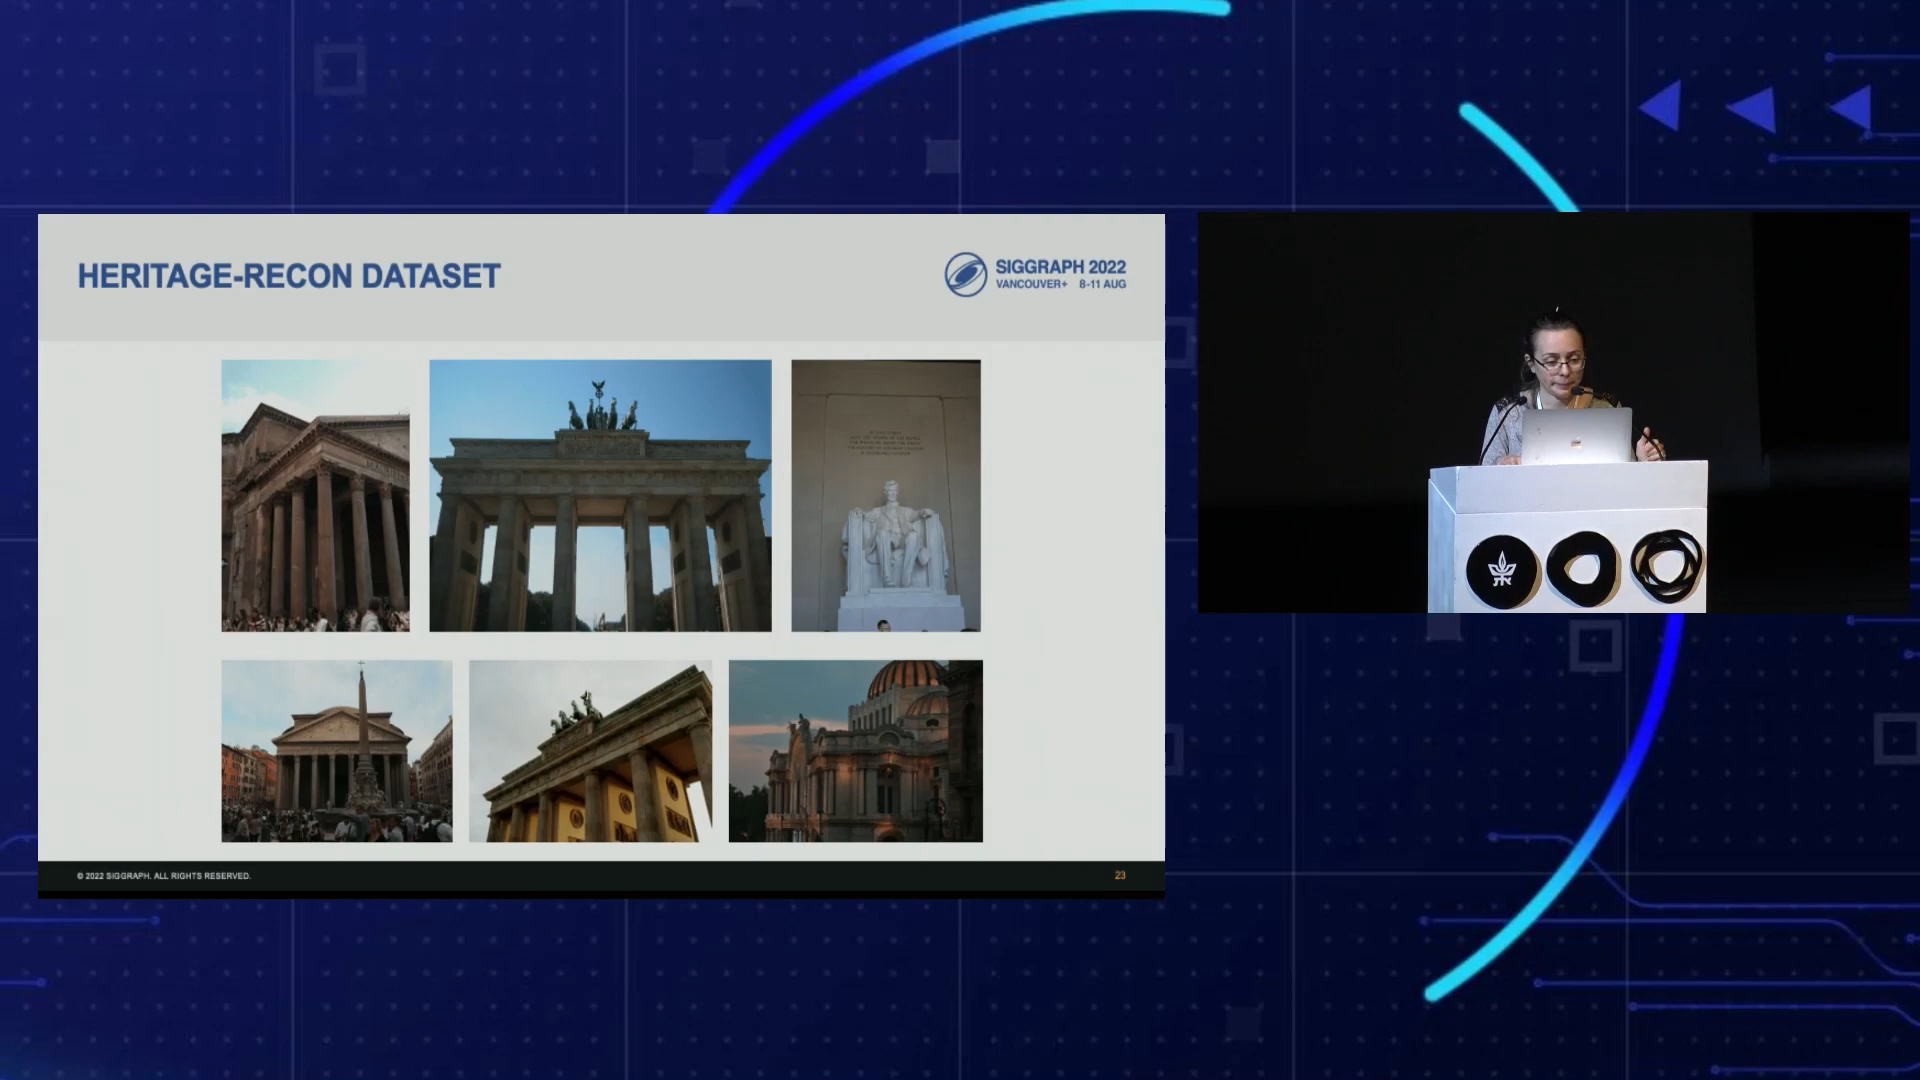 HERITAGE-RECON DATASET
SIGGRAPH 2022
VANCOUVER+ 8-11 AUG
© 2022 SIGGRAPH. ALL RIGHTS RESERVED.
23